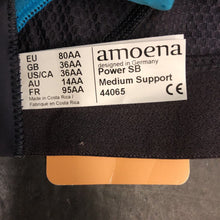 EU 80AA
GB 36AA
US/CA 36AA
AU 14AA
FR 95AA
Made in Costa Rica /
Fabriqué en Costa Rica
amoena
designed in Germany
Power SB
Medium Support
44065